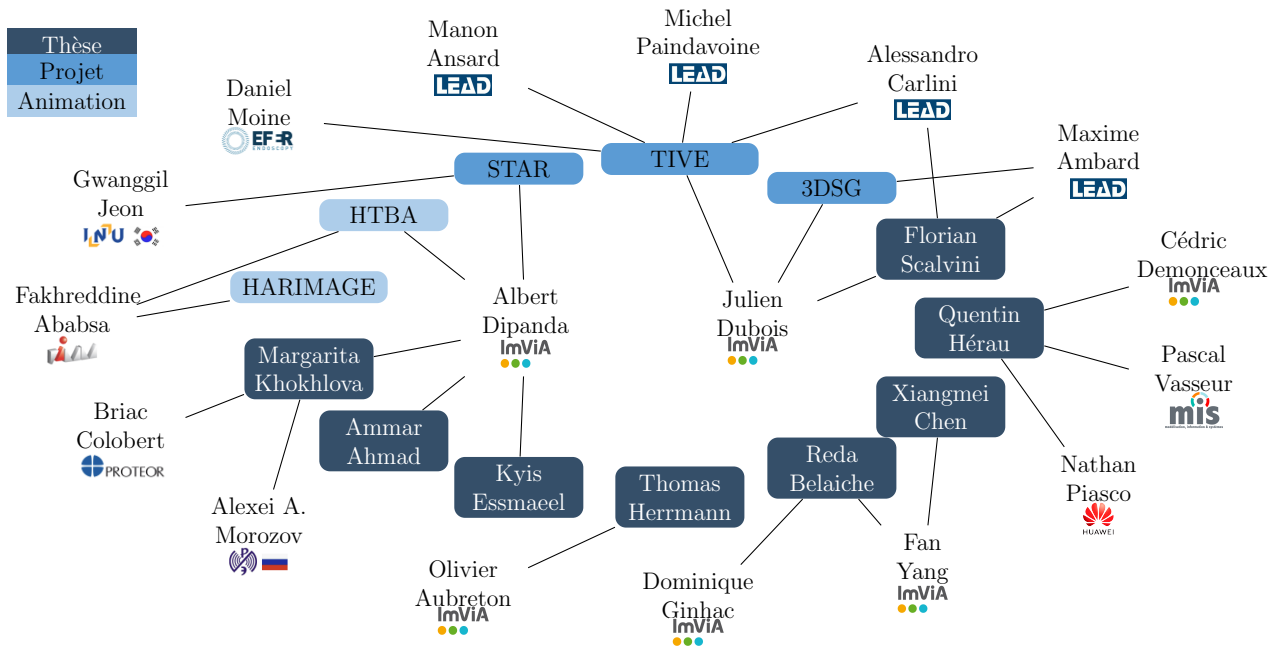 Thèse
Projet
Animation
Manon
Ansard
LEAD
Michel
Paindavoine
LEAD
Alessandro
Carlini
LEAD
Daniel
Moine
EFER
ENDOSCOPY
Maxime
Ambard
LEAD
TIVE
STAR
3DSG
Gwanggil
Jeon
INU
HTBA
Florian
Scalvini
Cédric
Demonceaux
ImViA
HARIMAGE
Fakhreddine
Ababsa
Albert
Dipanda
ImViA
Julien
Dubois
ImViA
Quentin
Hérau
Margarita
Khokhlova
Pascal
Vasseur
mis
Xiangmei
Chen
Briac
Colobert
PROTEOR
Ammar
Ahmad
Kyis
Essmaeel
Thomas
Herrmann
Reda
Belaiche
Nathan
Piasco
HUAWEI
Alexei A.
Morozov
Fan
Yang
ImViA
Olivier
Aubreton
ImViA
Dominique
Ginhac
ImViA